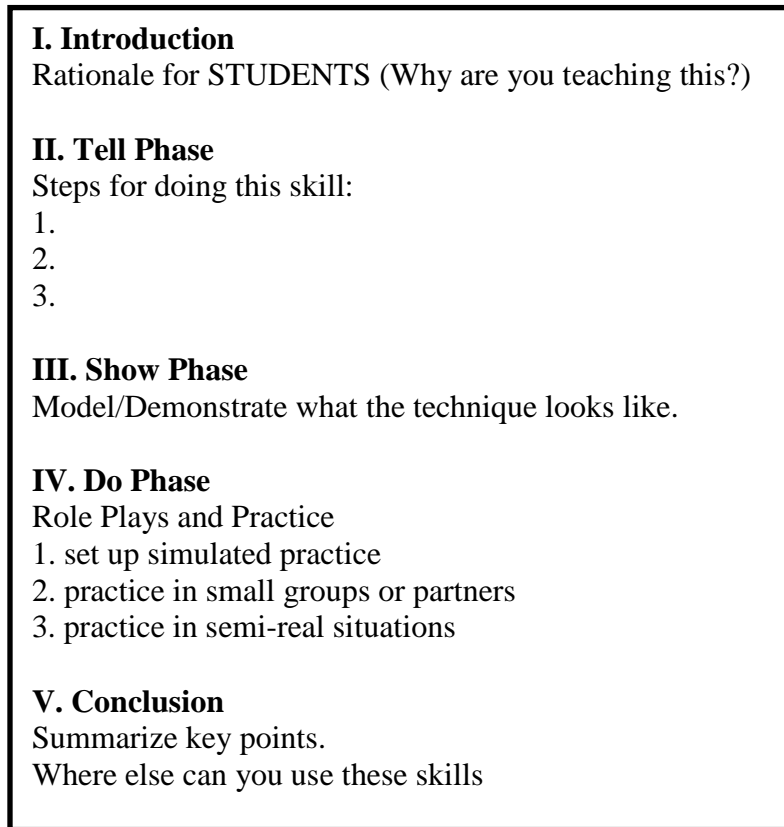 I. Introduction
Rationale for STUDENTS (Why are you teaching this?)
II. Tell Phase
Steps for doing this skill:
1.
2.
3.
III. Show Phase
Model/Demonstrate what the technique looks like.
IV. Do Phase
Role Plays and Practice
1. set up simulated practice
2. practice in small groups or partners
3. practice in semi-real situations
V. Conclusion
Summarize key points.
Where else can you use these skills